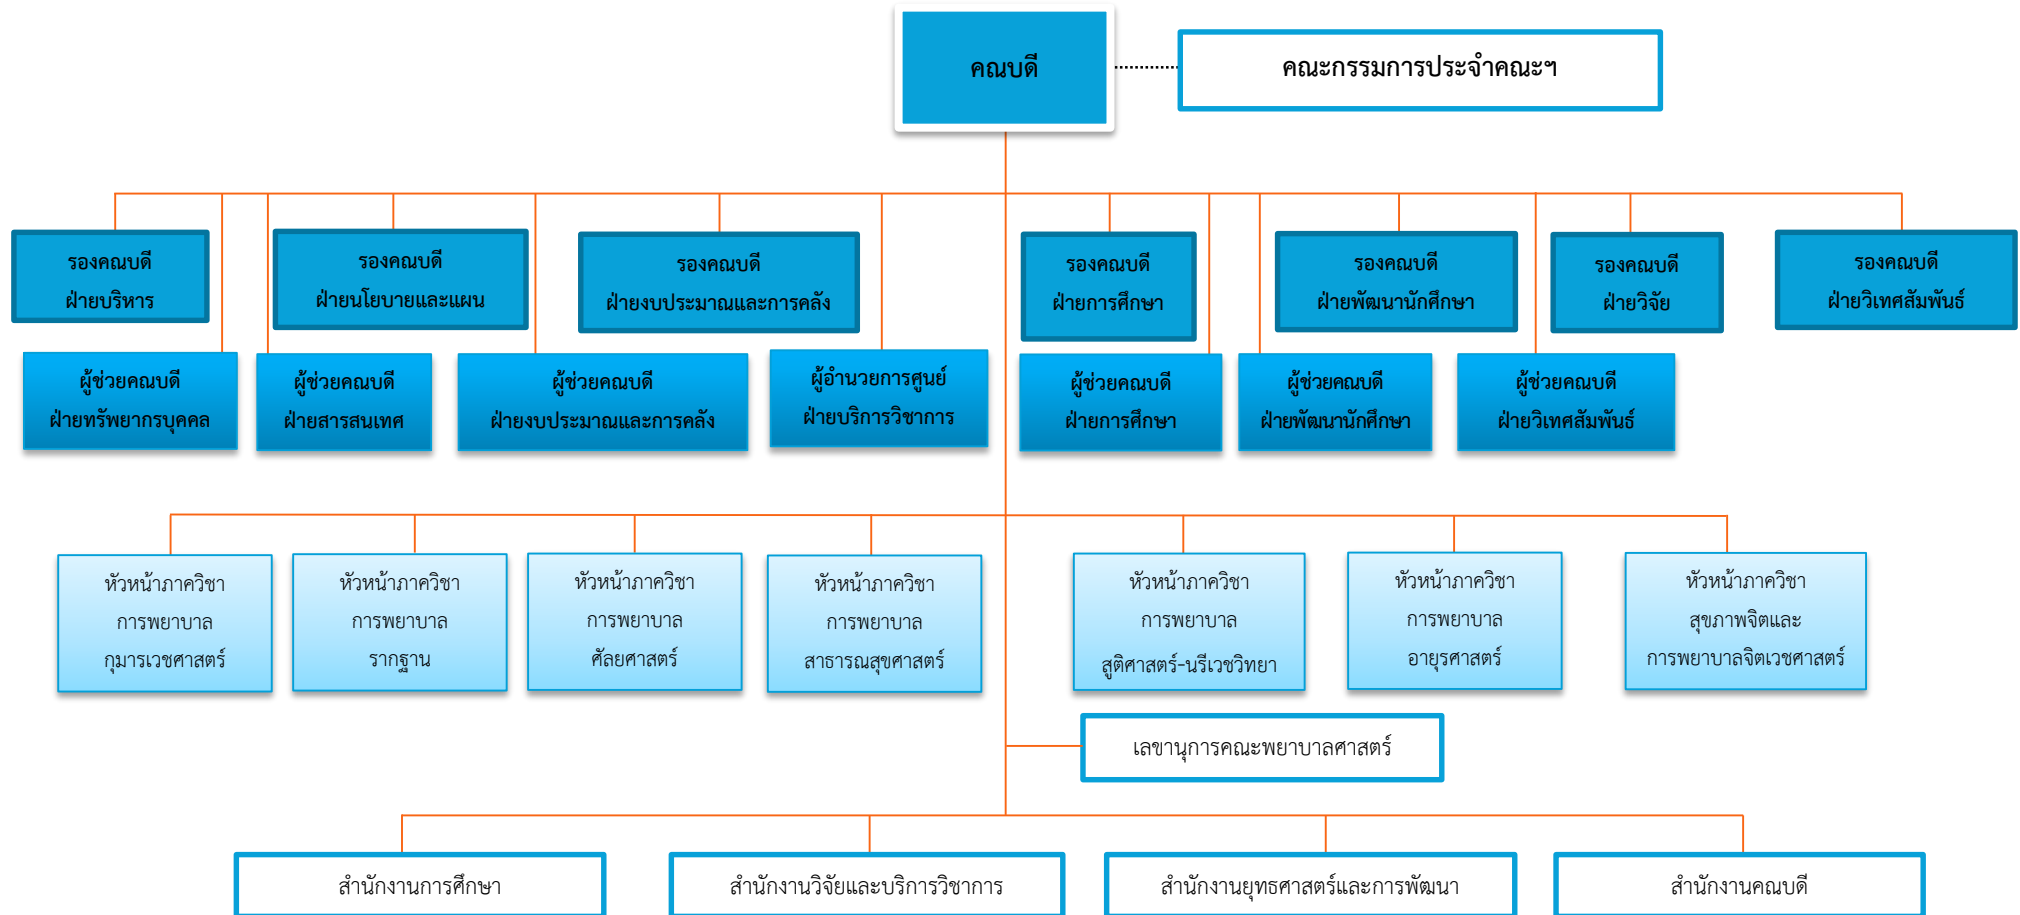 คณบดี
คณะกรรมการประจำคณะฯ
รองคณบดี
ฝ่ายบริหาร
รองคณบดี
ฝ่ายนโยบายและแผน
รองคณบดี
ฝ่ายงบประมาณและการคลัง
รองคณบดี
ฝ่ายการศึกษา
รองคณบดี
ฝ่ายพัฒนานักศึกษา
รองคณบดี
ฝ่ายวิจัย
รองคณบดี
ฝ่ายวิเทศสัมพันธ์
ผู้ช่วยคณบดี
ฝ่ายทรัพยากรบุคคล
ผู้ช่วยคณบดี
ฝ่ายสารสนเทศ
ผู้ช่วยคณบดี
ฝ่ายงบประมาณและการคลัง
ผู้อำนวยการศูนย์
ฝ่ายบริการวิชาการ
ผู้ช่วยคณบดี
ฝ่ายการศึกษา
ผู้ช่วยคณบดี
ฝ่ายพัฒนานักศึกษา
ผู้ช่วยคณบดี
ฝ่ายวิเทศสัมพันธ์
หัวหน้าภาควิชา
การพยาบาล
กุมารเวชศาสตร์
หัวหน้าภาควิชา
การพยาบาล
รากฐาน
หัวหน้าภาควิชา
การพยาบาล
ศัลยศาสตร์
หัวหน้าภาควิชา
การพยาบาล
สาธารณสุขศาสตร์
หัวหน้าภาควิชา
การพยาบาล
สูติศาสตร์-นรีเวชวิทยา
หัวหน้าภาควิชา
การพยาบาล
อายุรศาสตร์
หัวหน้าภาควิชา
สุขภาพจิตและ
การพยาบาลจิตเวชศาสตร์
เลขานุการคณะพยาบาลศาสตร์
สำนักงานการศึกษา
สำนักงานวิจัยและบริการวิชาการ
สำนักงานยุทธศาสตร์และการพัฒนา
สำนักงานคณบดี